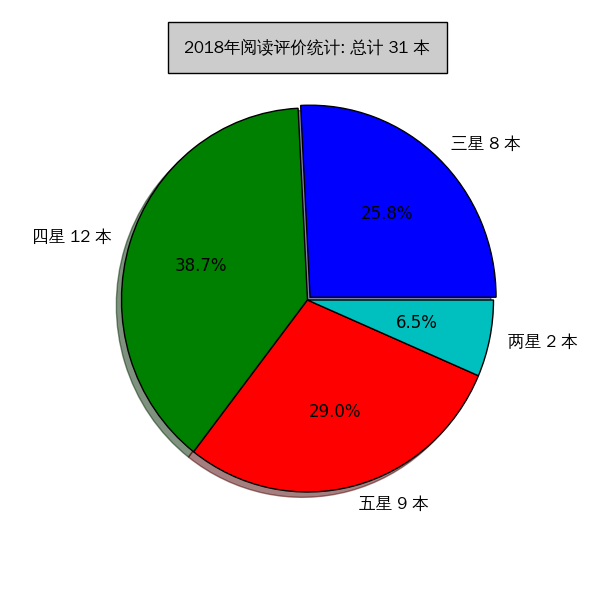 2018年阅读评价统计: 总计 31 本
三星 8 本
25.8%
四星 12 本
38.7%
6.5%
两星 2 本
29.0%
五星 9 本